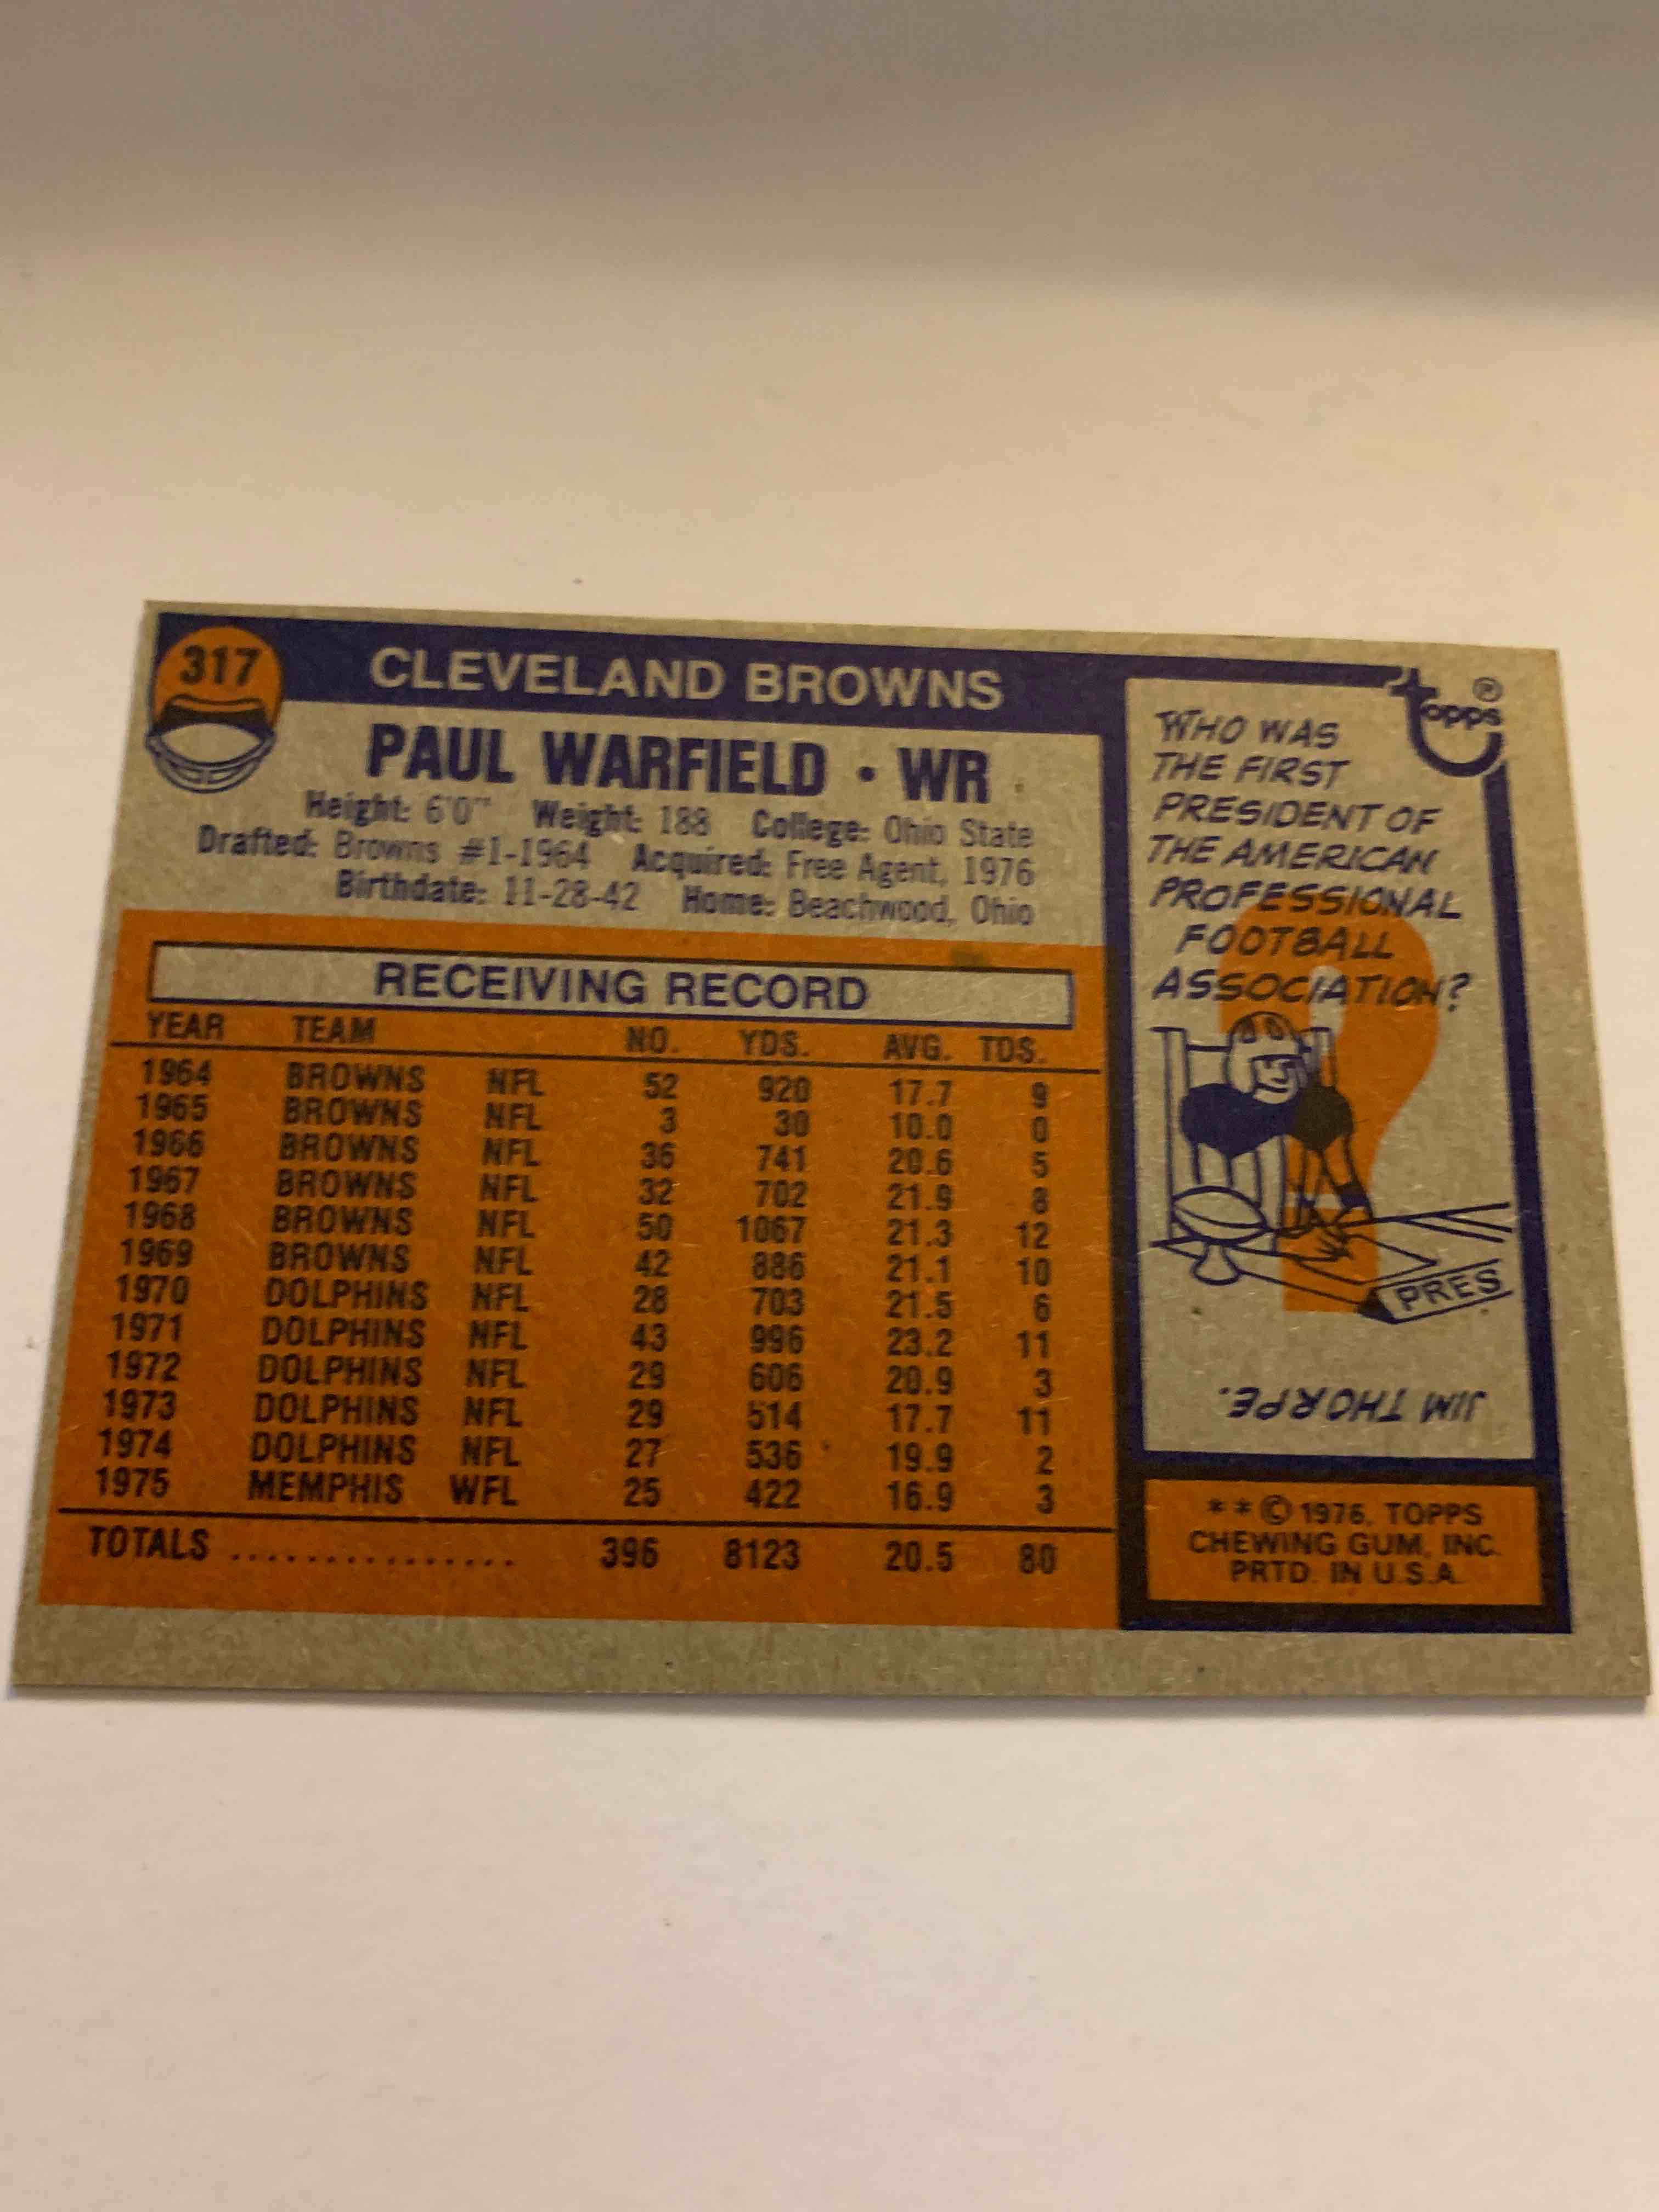 317
CLEVELAND BROWNS
PAUL WARFIELD · WR
Height: 6'0" Weight: 188 College: Ohio State
Drafted: Browns #1-1964 Acquired: Free Agent, 1976
Birthdate: 11-28-42 Home: Beachwood, Ohio
RECEIVING RECORD
YEAR TEAM NO. YDS. AVG. TDS.
1964 BROWNS NFL 52 920 17.7 9
1965 BROWNS NFL 3 30 10.0 0
1966 BROWNS NFL 36 741 20.6 5
1967 BROWNS NFL 32 702 21.9 8
1968 BROWNS NFL 50 1067 21.3 12
1969 BROWNS NFL 42 886 21.1 10
1970 DOLPHINS NFL 28 703 21.5 6
1971 DOLPHINS NFL 43 996 23.2 11
1972 DOLPHINS NFL 29 606 20.9 3
1973 DOLPHINS NFL 29 514 17.7 11
1974 DOLPHINS NFL 27 536 19.9 2
1975 MEMPHIS WFL 25 422 16.9 3
TOTALS ............... 396 8123 20.5 80
topps®
WHO WAS
THE FIRST
PRESIDENT OF
THE AMERICAN
PROFESSIONAL
FOOTBALL
ASSOCIATION?
PRES
JIM THORPE.
** © 1976, TOPPS
CHEWING GUM, INC.
PRTD. IN U.S.A.